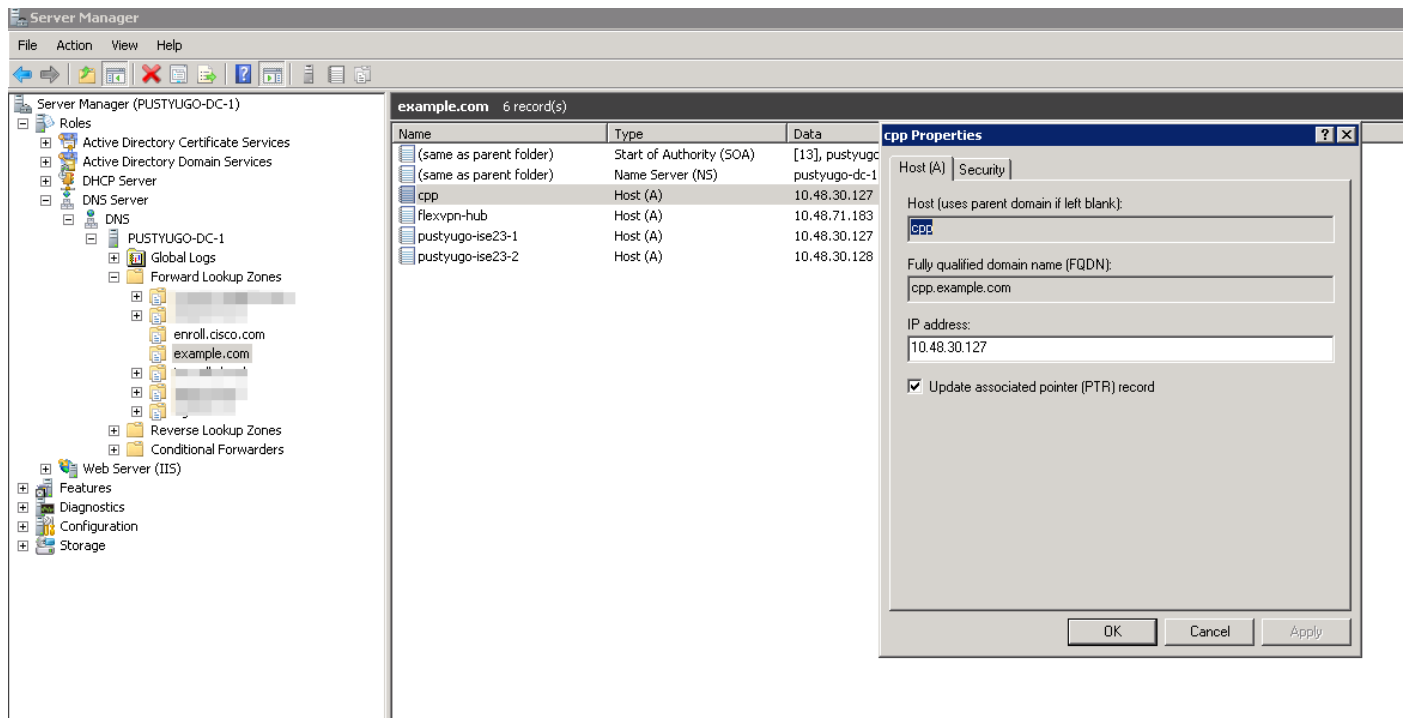 Server Manager
File Action View Help
Server Manager (PUSTYUGO-DC-1)
Roles
Active Directory Certificate Services
Active Directory Domain Services
DHCP Server
DNS Server
DNS
PUSTYUGO-DC-1
Global Logs
Forward Lookup Zones
enroll.cisco.com
example.com
Reverse Lookup Zones
Conditional Forwarders
Web Server (IIS)
Features
Diagnostics
Configuration
Storage
example.com 6 record(s)
Name Type Data
(same as parent folder) Start of Authority (SOA) [13], pustyugo
(same as parent folder) Name Server (NS) pustyugo-dc-1
cpp Host (A) 10.48.30.127
flexvpn-hub Host (A) 10.48.71.183
pustyugo-ise23-1 Host (A) 10.48.30.127
pustyugo-ise23-2 Host (A) 10.48.30.128
cpp Properties
Host (A) Security
Host (uses parent domain if left blank):
cpp
Fully qualified domain name (FQDN):
cpp.example.com
IP address:
10.48.30.127
Update associated pointer (PTR) record
OK Cancel Apply